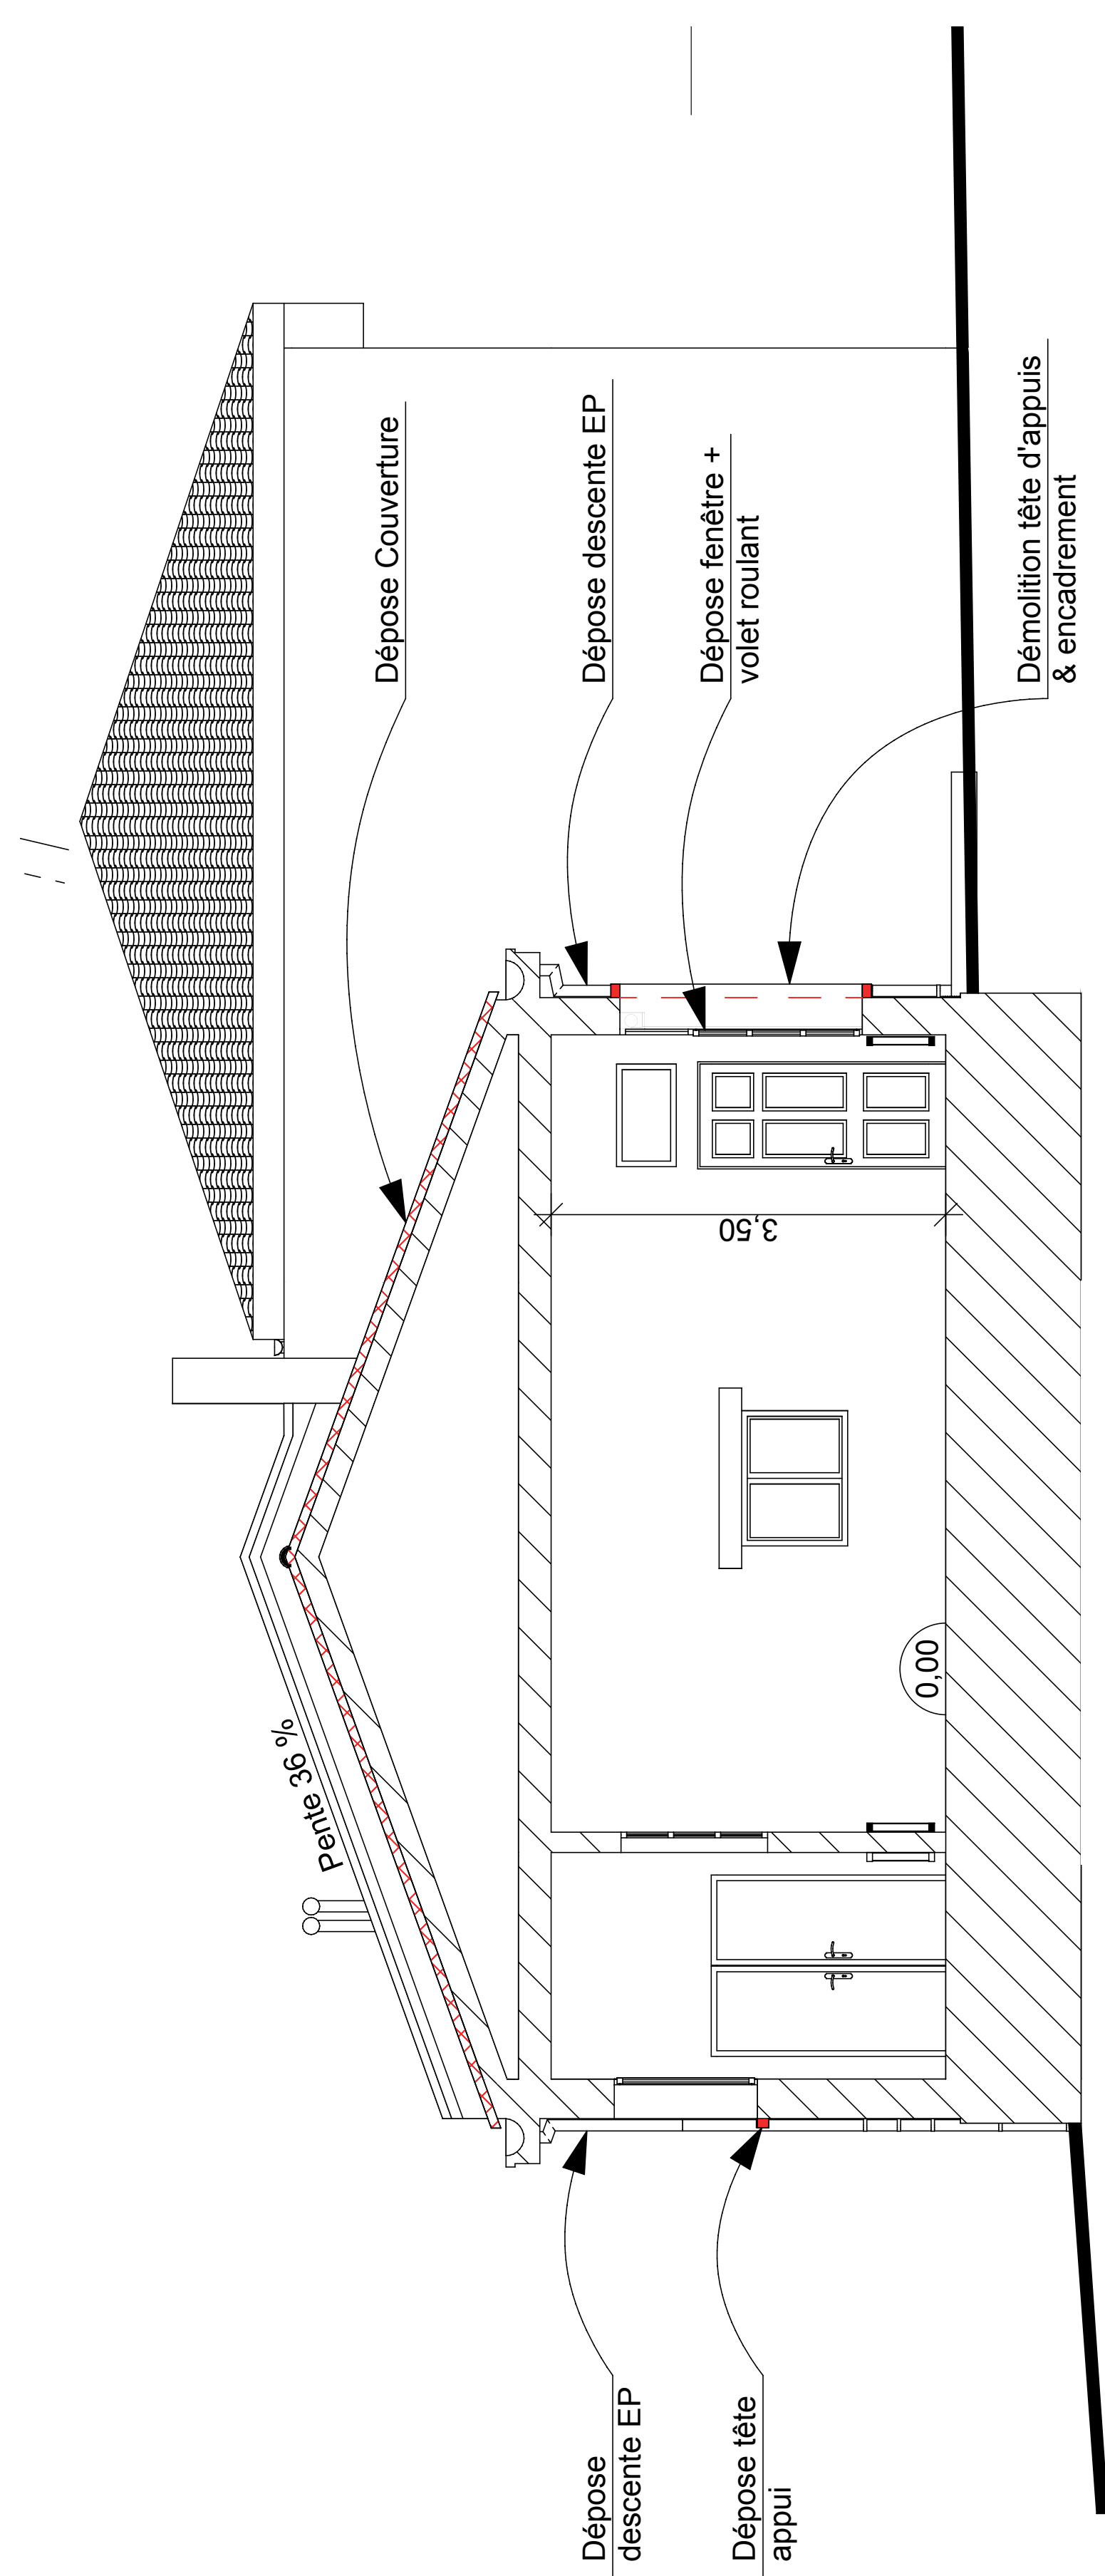 Pente 36 %
Dépose Couverture
Dépose
descente EP
Dépose descente EP
Dépose tête
appui
Dépose fenêtre +
volet roulant
3,50
0,00
Démolition tête d'appuis
& encadrement